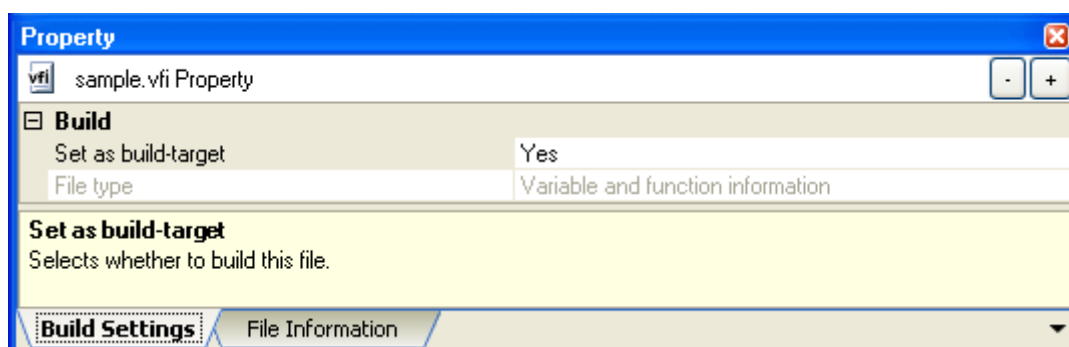 Property
vfi sample.vfi Property - +
Build
Set as build-target Yes
File type Variable and function information
Set as build-target
Selects whether to build this file.
Build Settings File Information